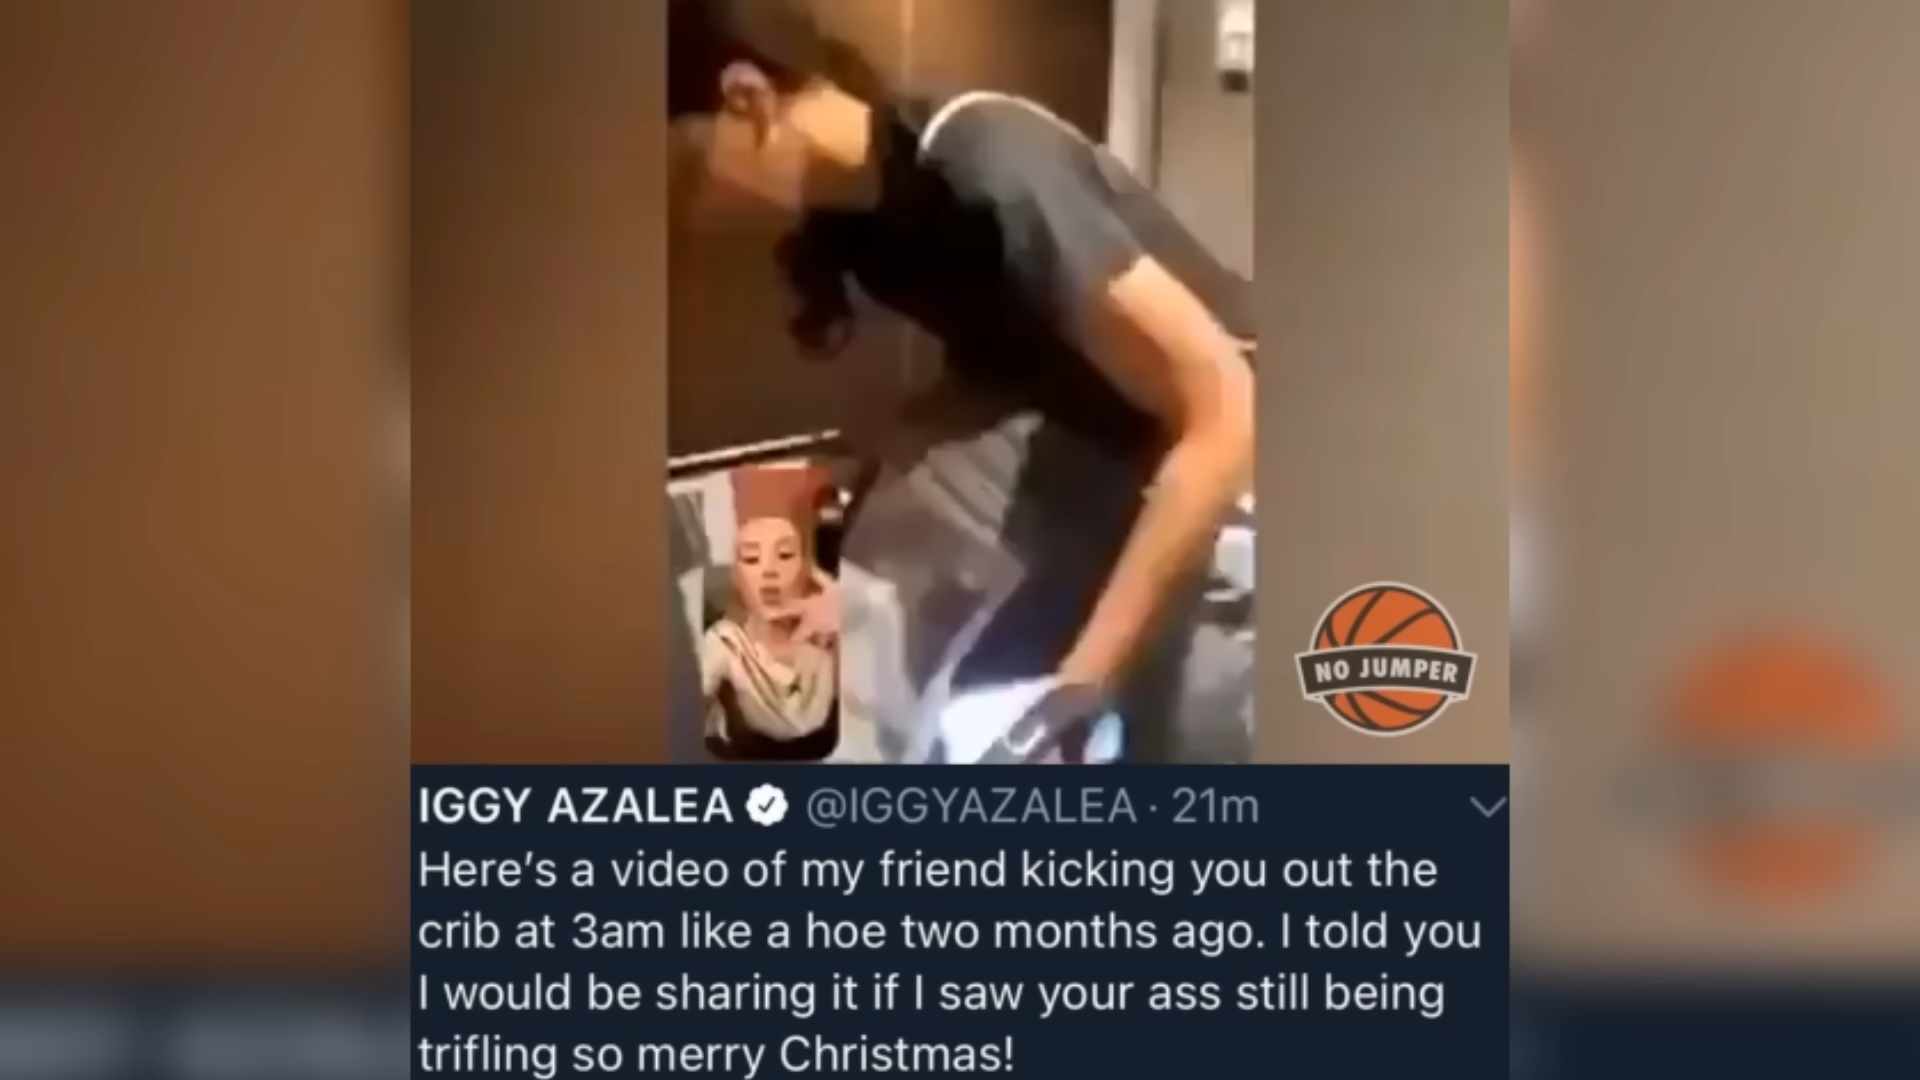 NO JUMPER
IGGY AZALEA @IGGYAZALEA · 21m
Here's a video of my friend kicking you out the
crib at 3am like a hoe two months ago. I told you
I would be sharing it if I saw your ass still being
trifling so merry Christmas!